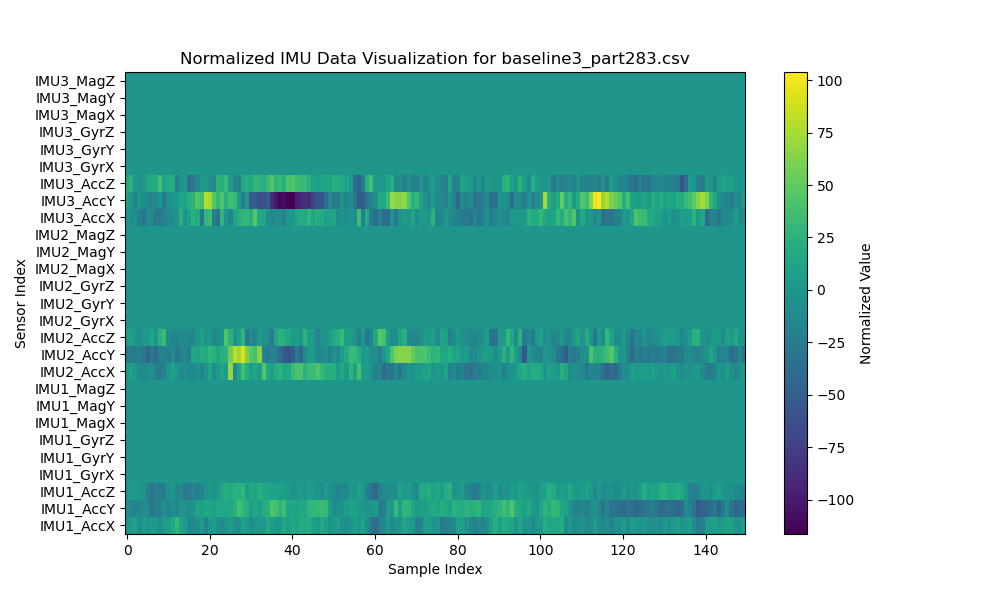 Normalized IMU Data Visualization for baseline3_part283.csv
IMU3_MagZ
IMU3_MagY
IMU3_MagX
IMU3_GyrZ
IMU3_GyrY
IMU3_GyrX
IMU3_AccZ
IMU3_AccY
IMU3_AccX
IMU2_MagZ
IMU2_MagY
IMU2_MagX
IMU2_GyrZ
IMU2_GyrY
IMU2_GyrX
IMU2_AccZ
IMU2_AccY
IMU2_AccX
IMU1_MagZ
IMU1_MagY
IMU1_MagX
IMU1_GyrZ
IMU1_GyrY
IMU1_GyrX
IMU1_AccZ
IMU1_AccY
IMU1_AccX
Sensor Index
0 20 40 60 80 100 120 140
Sample Index
100
75
50
25
0
−25
−50
−75
−100
Normalized Value